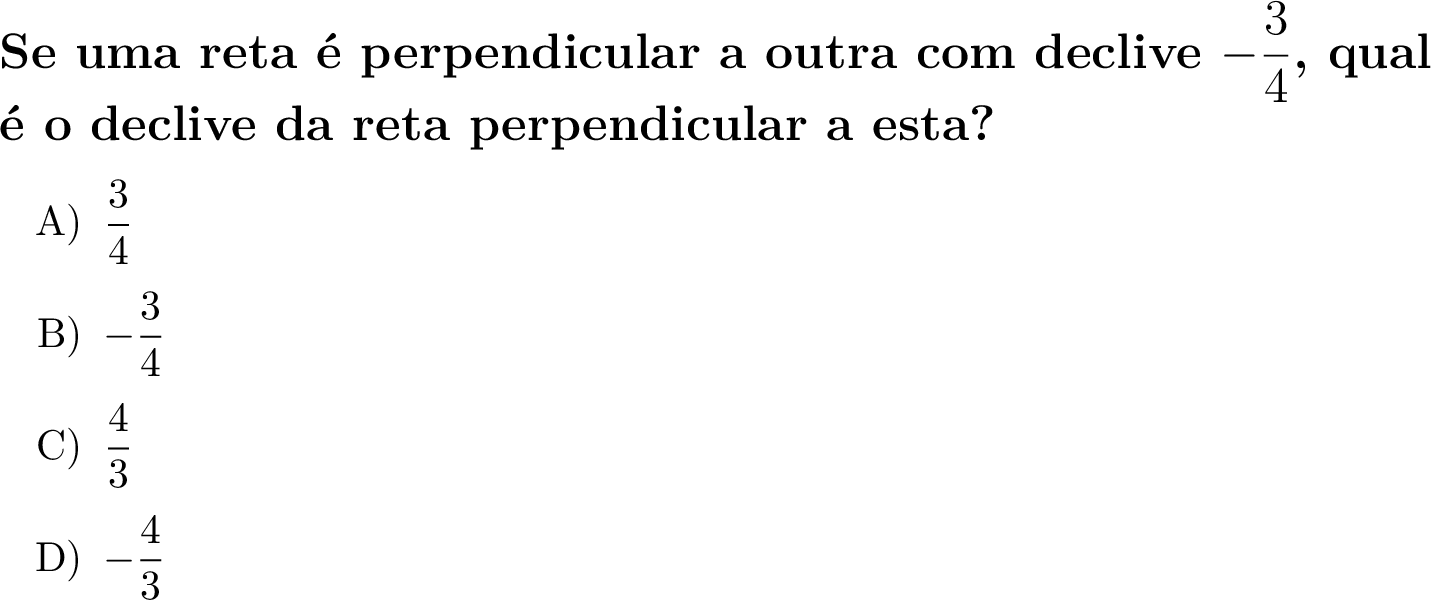 Se uma reta é perpendicular a outra com declive $-\frac{3}{4}$, qual
é o declive da reta perpendicular a esta?
A) $\frac{3}{4}$
B) $-\frac{3}{4}$
C) $\frac{4}{3}$
D) $-\frac{4}{3}$